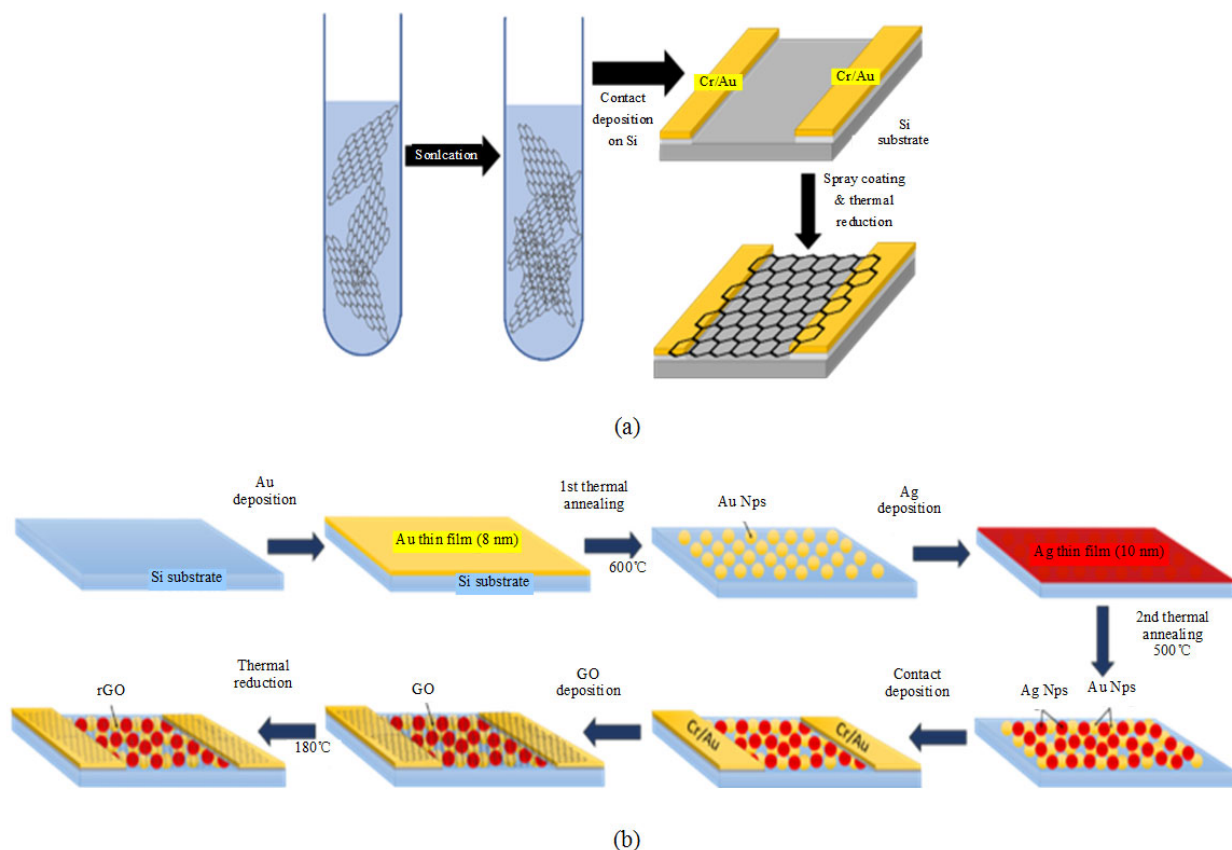 Sonlcation
Contact
deposition
on Si
Cr/Au
Cr/Au
Si
substrate
Spray coating
& thermal
reduction
(a)
Au
deposition
1st thermal
annealing
600℃
Au Nps
Ag
deposition
Si substrate
Au thin film (8 nm)
Si substrate
Ag thin film (10 nm)
2nd thermal
annealing
500℃
Ag Nps
Au Nps
Contact
deposition
Cr/Au
Cr/Au
GO
deposition
GO
Thermal
reduction
180℃
rGO
(b)